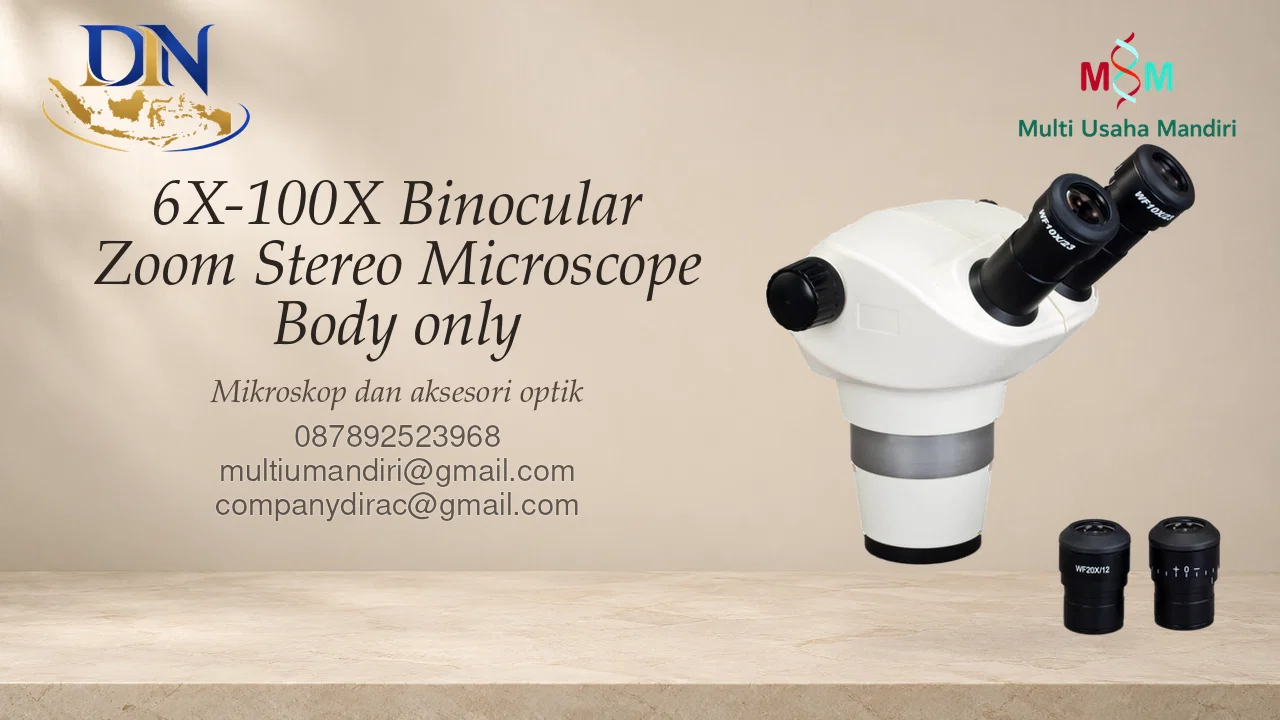 DN
M M
Multi Usaha Mandiri
6X-100X Binocular
Zoom Stereo Microscope
Body only
Mikroskop dan aksesori optik
087892523968
multiumandiri@gmail.com
companydirac@gmail.com
WF10X/23
WF10X/23
WF20X/12
+ 0 −